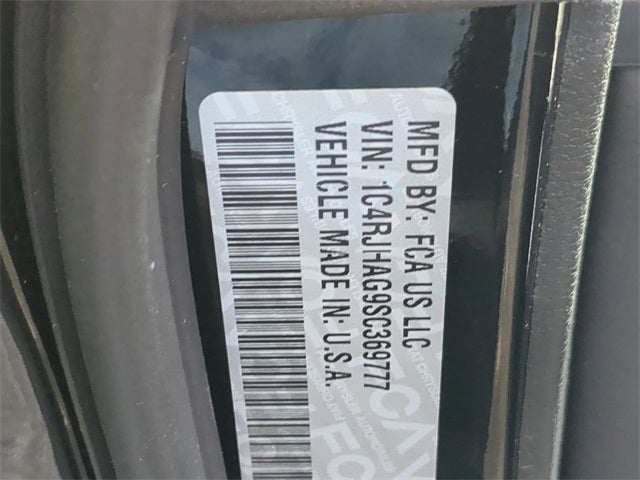 MFD BY: FCA US LLC
VIN: 1C4RJHAG9SC369777
VEHICLE MADE IN: U.S.A.